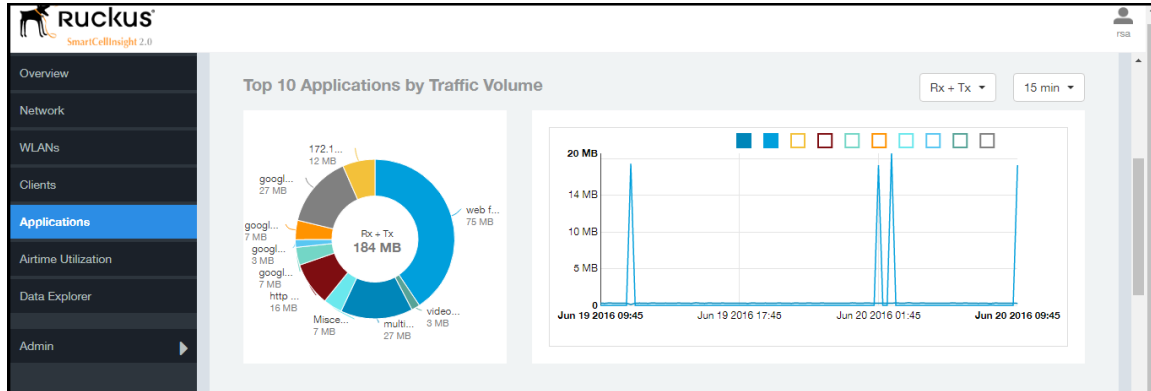 RUCKUS
SmartCellInsight 2.0
rsa
Overview
Network
WLANs
Clients
Applications
Airtime Utilization
Data Explorer
Admin
Top 10 Applications by Traffic Volume
Rx + Tx
15 min
172.1...
12 MB
googl...
27 MB
googl...
7 MB
googl...
3 MB
googl...
7 MB
http ...
16 MB
Misce...
7 MB
multi...
27 MB
video...
3 MB
web f...
75 MB
Rx + Tx
184 MB
20 MB
14 MB
10 MB
5 MB
0
Jun 19 2016 09:45
Jun 19 2016 17:45
Jun 20 2016 01:45
Jun 20 2016 09:45